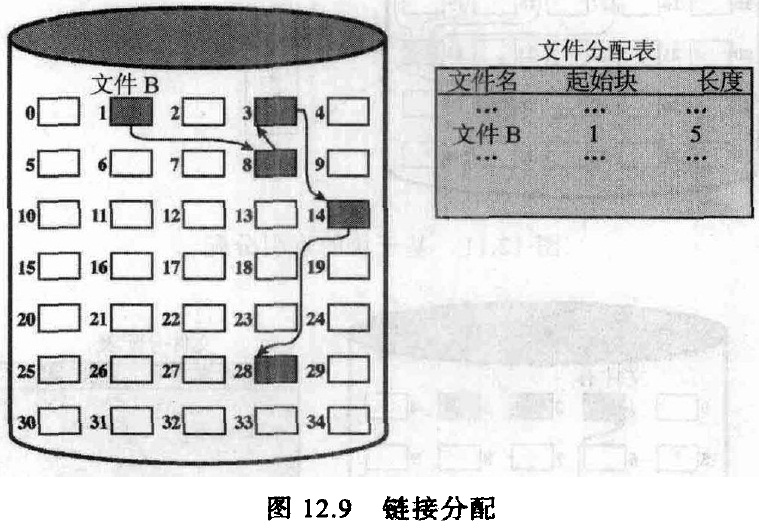 文件 B
0 1 2 3 4
5 6 7 8 9
10 11 12 13 14
15 16 17 18 19
20 21 22 23 24
25 26 27 28 29
30 31 32 33 34
文件分配表
文件名 起始块 长度
... ... ...
文件 B 1 5
... ... ...
图 12.9 链接分配